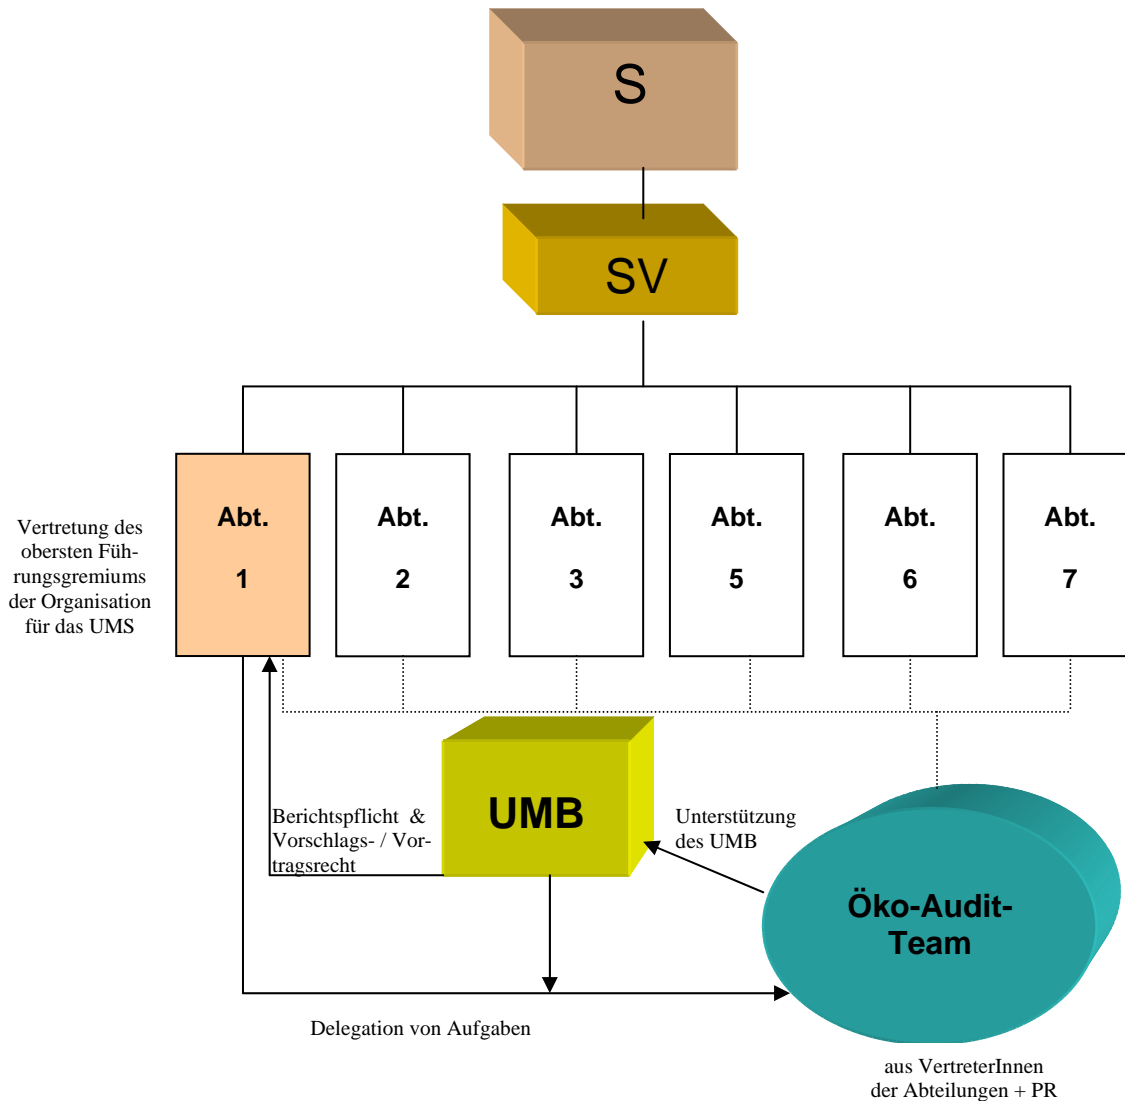 S
SV
Abt.
1
Abt.
2
Abt.
3
Abt.
5
Abt.
6
Abt.
7
Vertretung des
obersten Füh-
rungsgremiums
der Organisation
für das UMS
UMB
Berichtspflicht &
Vorschlags- / Vor-
tragsrecht
Unterstützung
des UMB
Öko-Audit-
Team
Delegation von Aufgaben
aus VertreterInnen
der Abteilungen + PR